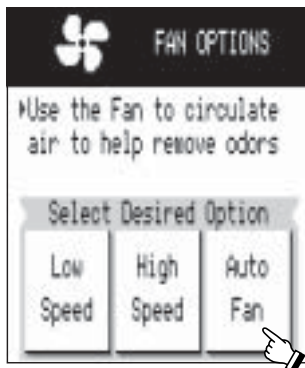 FAN OPTIONS
Use the Fan to circulate
air to help remove odors
Select Desired Option
Low
Speed
High
Speed
Auto
Fan